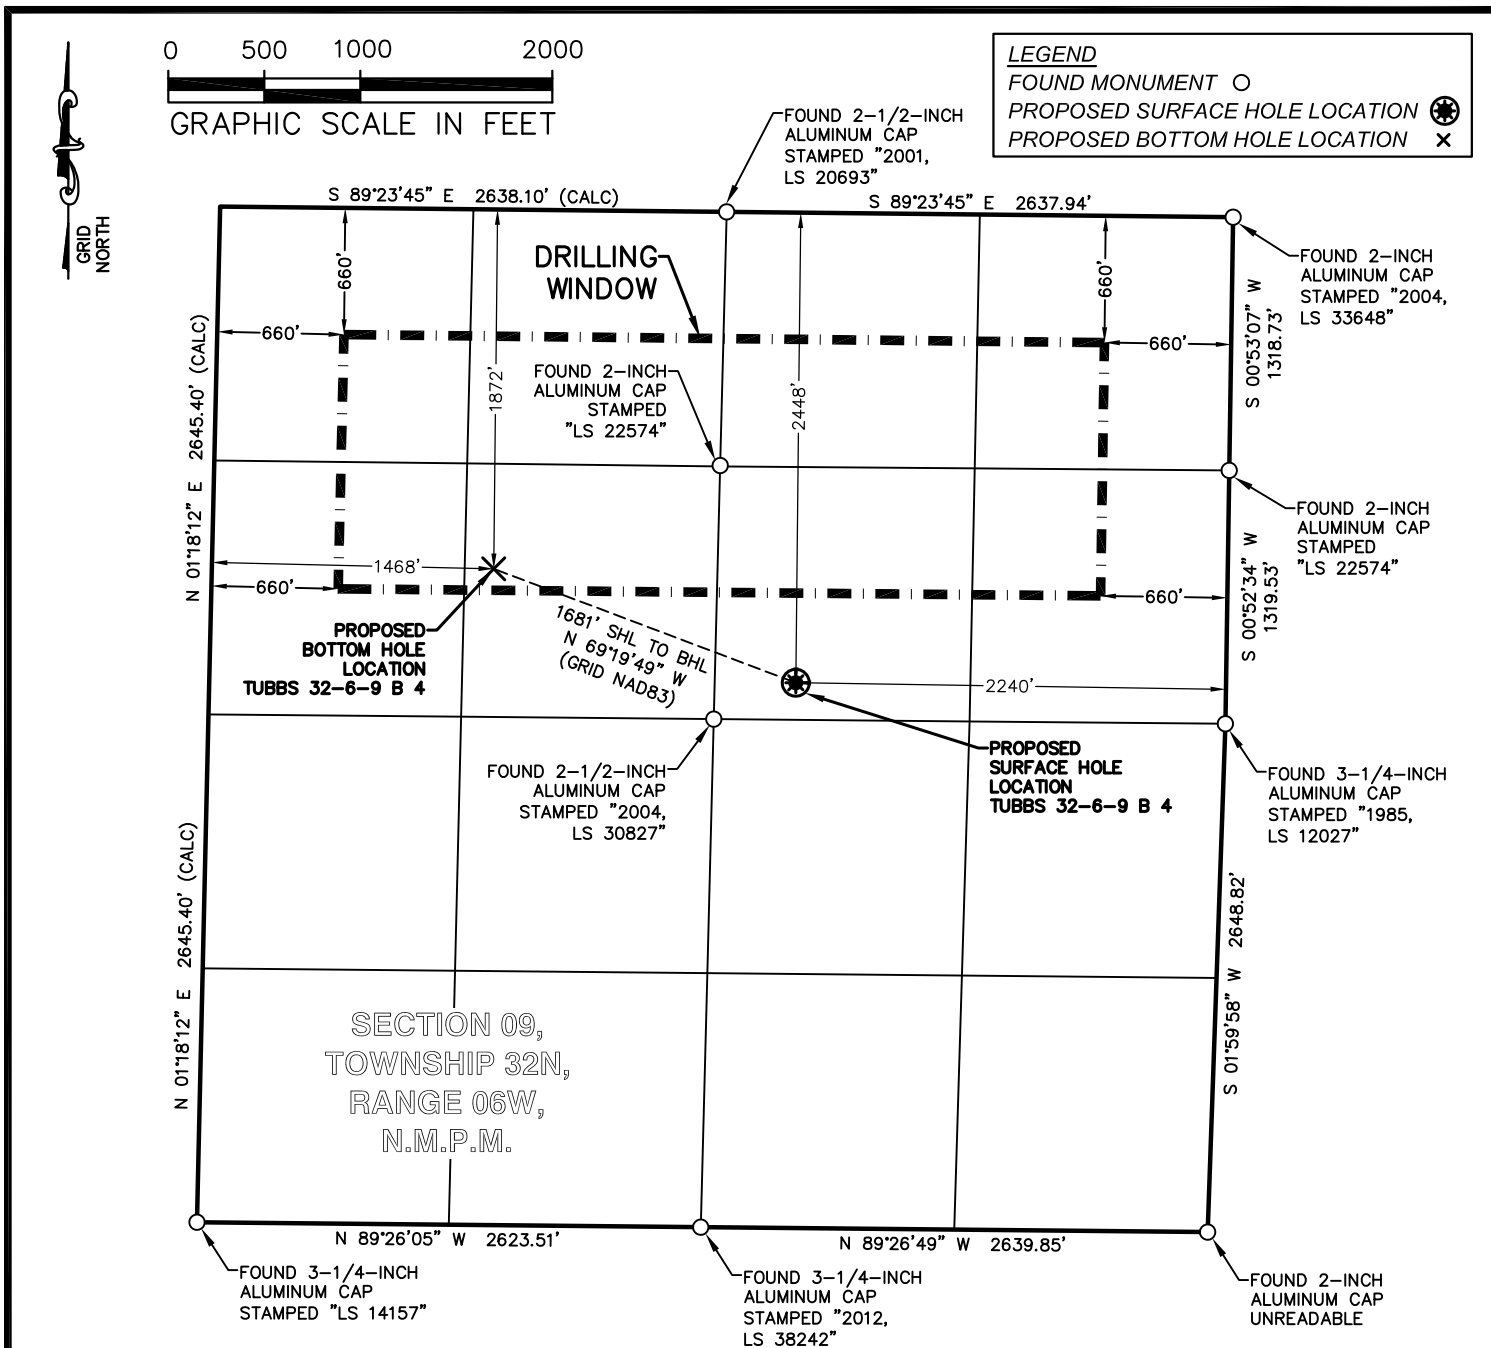 0 500 1000 2000
GRAPHIC SCALE IN FEET
GRID
NORTH
LEGEND
FOUND MONUMENT
PROPOSED SURFACE HOLE LOCATION
PROPOSED BOTTOM HOLE LOCATION
FOUND 2-1/2-INCH
ALUMINUM CAP
STAMPED "2001,
LS 20693"
S 89°23'45" E 2638.10' (CALC)
S 89°23'45" E 2637.94'
FOUND 2-INCH
ALUMINUM CAP
STAMPED "2004,
LS 33648"
DRILLING
WINDOW
660'
660'
660'
660'
N 01°18'12" E 2645.40' (CALC)
S 00°53'07" W
1318.73'
1872'
2448'
FOUND 2-INCH
ALUMINUM CAP
STAMPED
"LS 22574"
FOUND 2-INCH
ALUMINUM CAP
STAMPED
"LS 22574"
S 00°52'34" W
1319.53'
1468'
660'
660'
PROPOSED
BOTTOM HOLE
LOCATION
TUBBS 32-6-9 B 4
1681' SHL TO BHL
N 69°19'49" W
(GRID NAD83)
2240'
PROPOSED
SURFACE HOLE
LOCATION
TUBBS 32-6-9 B 4
FOUND 2-1/2-INCH
ALUMINUM CAP
STAMPED "2004,
LS 30827"
FOUND 3-1/4-INCH
ALUMINUM CAP
STAMPED "1985,
LS 12027"
N 01°18'12" E 2645.40' (CALC)
S 01°59'58" W 2648.82'
SECTION 09,
TOWNSHIP 32N,
RANGE 06W,
N.M.P.M.
N 89°26'05" W 2623.51'
N 89°26'49" W 2639.85'
FOUND 3-1/4-INCH
ALUMINUM CAP
STAMPED "LS 14157"
FOUND 3-1/4-INCH
ALUMINUM CAP
STAMPED "2012,
LS 38242"
FOUND 2-INCH
ALUMINUM CAP
UNREADABLE